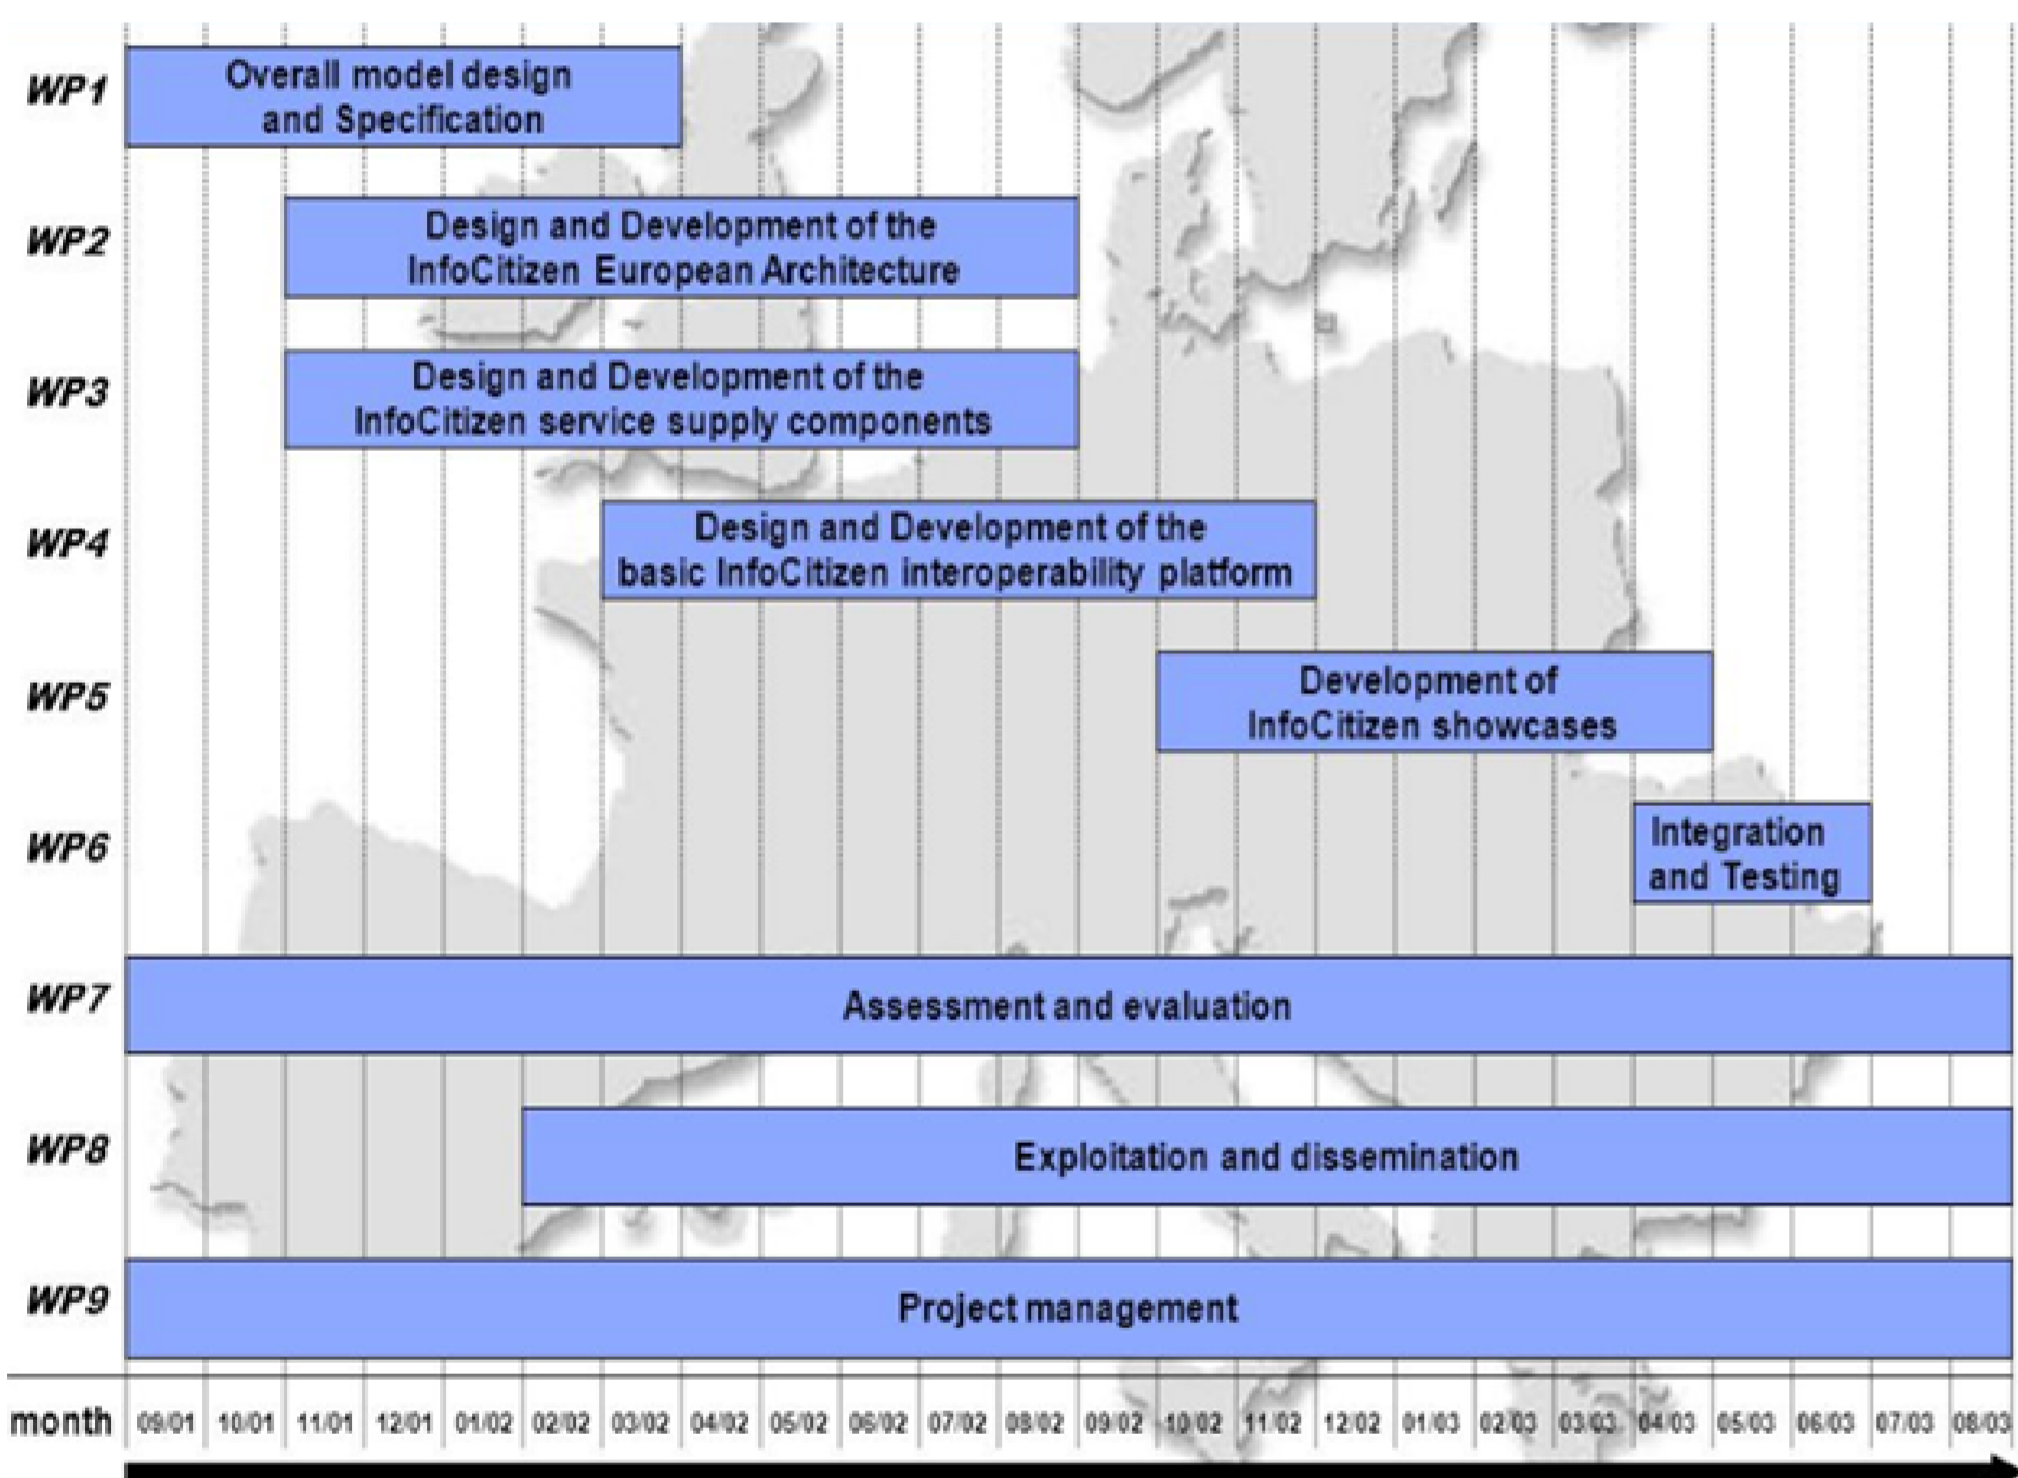 WP1
Overall model design
and Specification
WP2
Design and Development of the
InfoCitizen European Architecture
WP3
Design and Development of the
InfoCitizen service supply components
WP4
Design and Development of the
basic InfoCitizen interoperability platform
WP5
Development of
InfoCitizen showcases
WP6
Integration
and Testing
WP7
Assessment and evaluation
WP8
Exploitation and dissemination
WP9
Project management
month 09/01 10/01 11/01 12/01 01/02 02/02 03/02 04/02 05/02 06/02 07/02 08/02 09/02 10/02 11/02 12/02 01/03 02/03 03/03 04/03 05/03 06/03 07/03 08/03